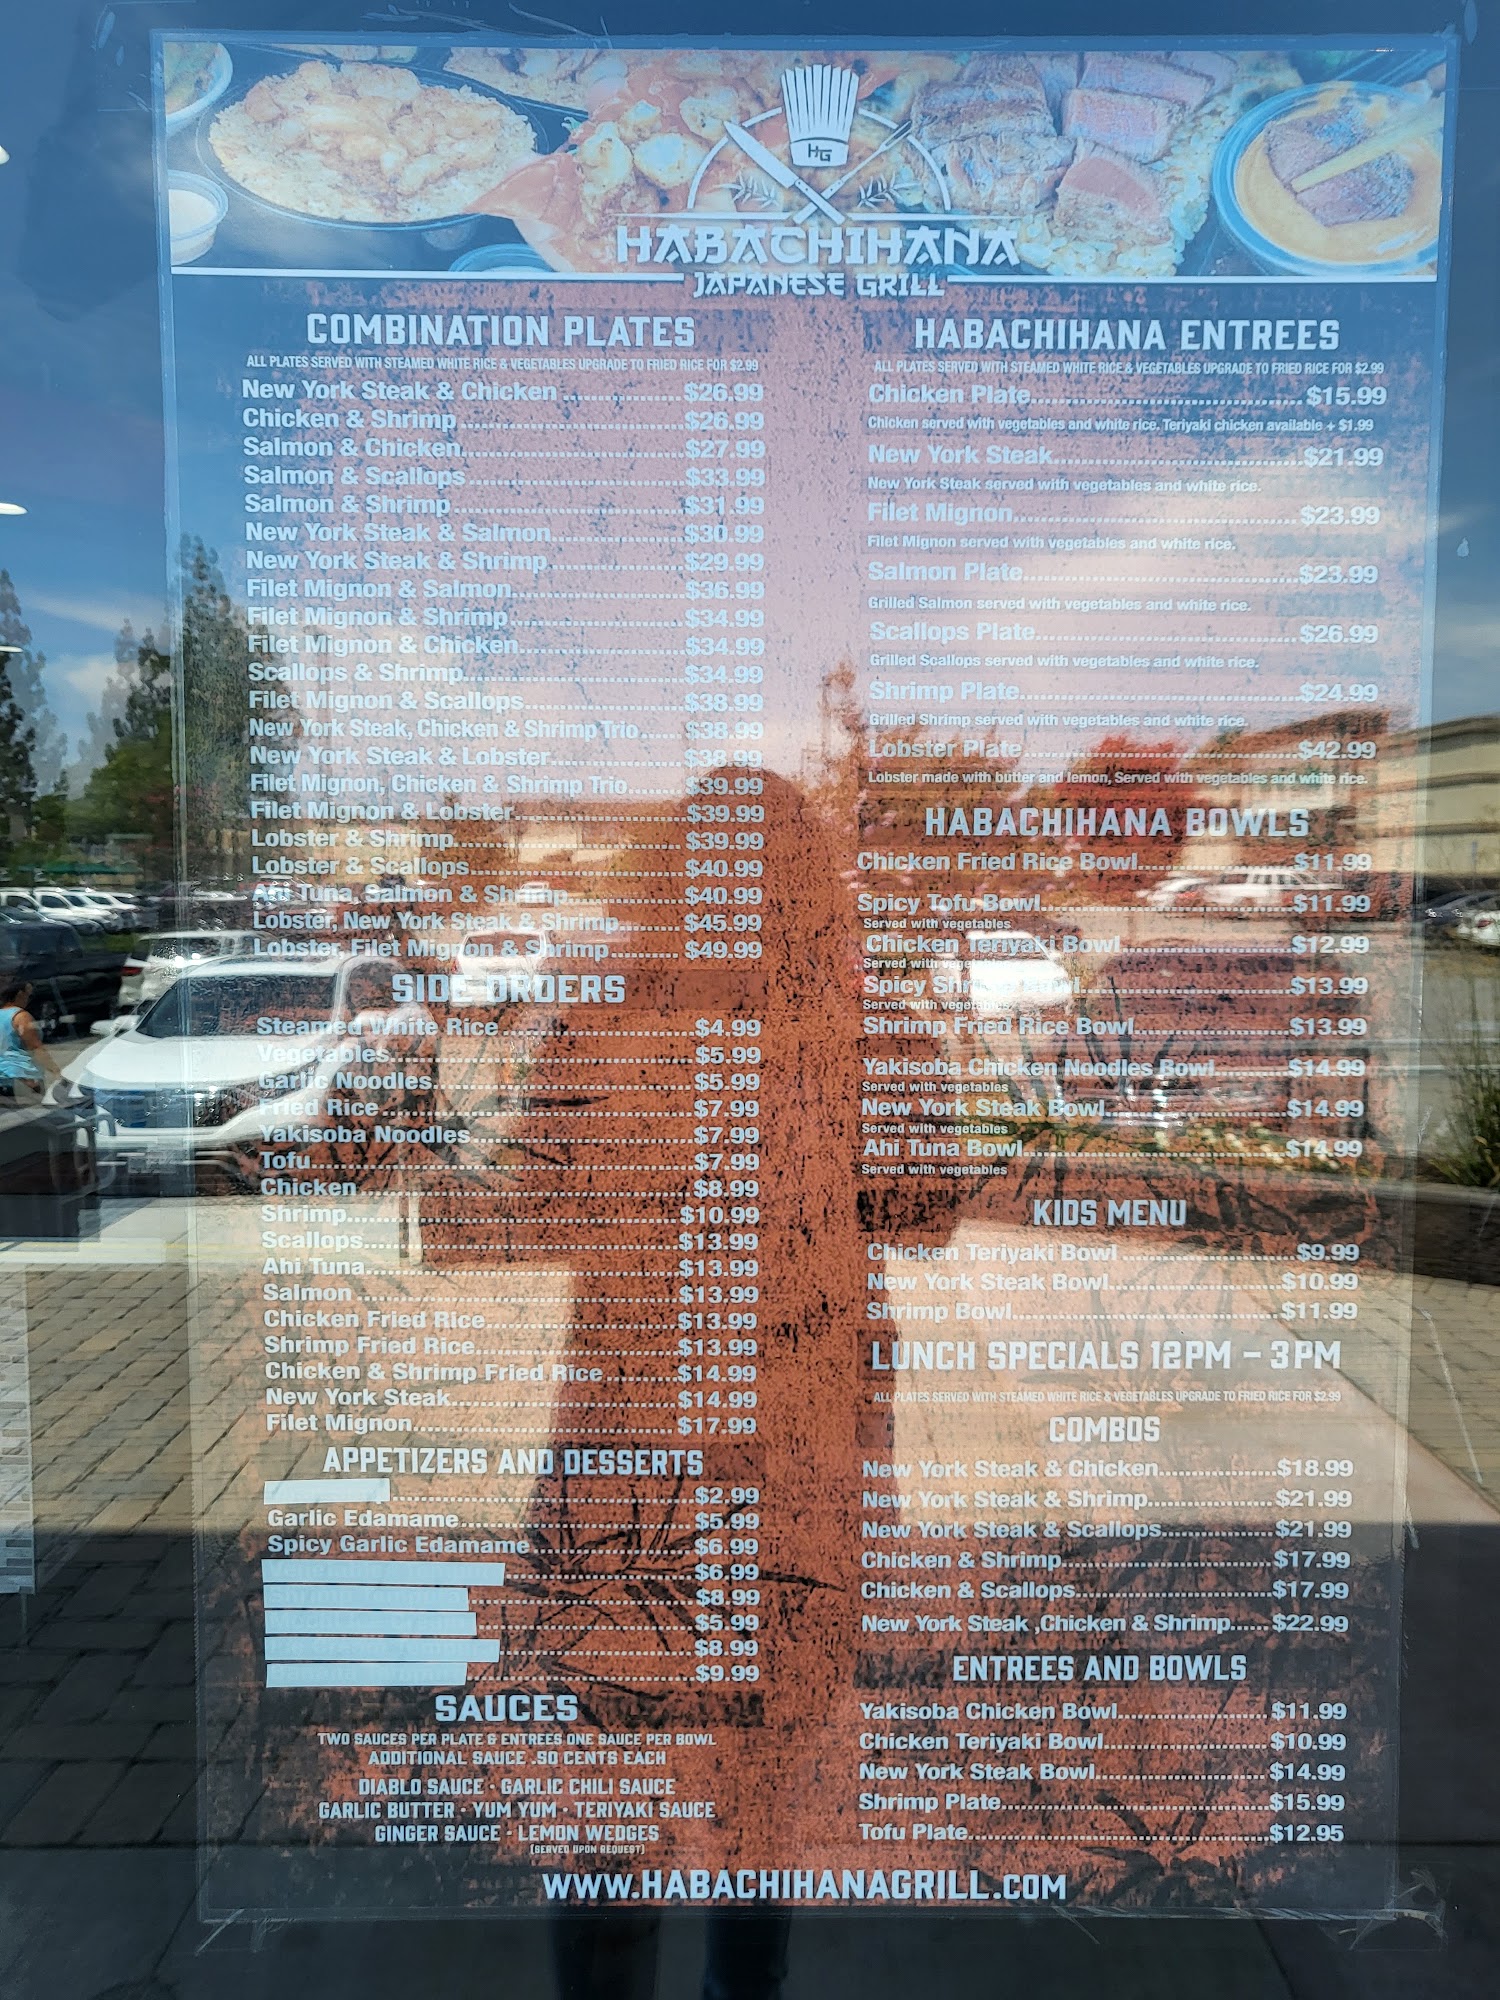 HG
HABACHIHANA
JAPANESE GRILL
COMBINATION PLATES
ALL PLATES SERVED WITH STEAMED WHITE RICE & VEGETABLES UPGRADE TO FRIED RICE FOR $2.99
New York Steak & Chicken $26.99
Chicken & Shrimp $26.99
Salmon & Chicken $27.99
Salmon & Scallops $33.99
Salmon & Shrimp $31.99
New York Steak & Salmon $30.99
New York Steak & Shrimp $29.99
Filet Mignon & Salmon $36.99
Filet Mignon & Shrimp $34.99
Filet Mignon & Chicken $34.99
Scallops & Shrimp $34.99
Filet Mignon & Scallops $38.99
New York Steak, Chicken & Shrimp Trio $38.99
New York Steak & Lobster $38.99
Filet Mignon, Chicken & Shrimp Trio $39.99
Filet Mignon & Lobster $39.99
Lobster & Shrimp $39.99
Lobster & Scallops $40.99
Ahi Tuna, Salmon & Shrimp $40.99
Lobster, New York Steak & Shrimp $45.99
Lobster, Filet Mignon & Shrimp $49.99
SIDE ORDERS
Steamed White Rice $4.99
Vegetables $5.99
Garlic Noodles $5.99
Fried Rice $7.99
Yakisoba Noodles $7.99
Tofu $7.99
Chicken $8.99
Shrimp $10.99
Scallops $13.99
Ahi Tuna $13.99
Salmon $13.99
Chicken Fried Rice $13.99
Shrimp Fried Rice $13.99
Chicken & Shrimp Fried Rice $14.99
New York Steak $14.99
Filet Mignon $17.99
APPETIZERS AND DESSERTS
$2.99
Garlic Edamame $5.99
Spicy Garlic Edamame $6.99
$6.99
$8.99
$5.99
$8.99
$9.99
SAUCES
TWO SAUCES PER PLATE & ENTREES ONE SAUCE PER BOWL
ADDITIONAL SAUCE .90 CENTS EACH
DIABLO SAUCE · GARLIC CHILI SAUCE
GARLIC BUTTER · YUM YUM · TERIYAKI SAUCE
GINGER SAUCE · LEMON WEDGES
(SERVED UPON REQUEST)
HABACHIHANA ENTREES
ALL PLATES SERVED WITH STEAMED WHITE RICE & VEGETABLES UPGRADE TO FRIED RICE FOR $2.99
Chicken Plate $15.99
Chicken served with vegetables and white rice. Teriyaki chicken available + $1.99
New York Steak $21.99
New York Steak served with vegetables and white rice.
Filet Mignon $23.99
Filet Mignon served with vegetables and white rice.
Salmon Plate $23.99
Grilled Salmon served with vegetables and white rice.
Scallops Plate $26.99
Grilled Scallops served with vegetables and white rice.
Shrimp Plate $24.99
Grilled Shrimp served with vegetables and white rice.
Lobster Plate $42.99
Lobster made with butter and lemon, Served with vegetables and white rice.
HABACHIHANA BOWLS
Chicken Fried Rice Bowl $11.99
Spicy Tofu Bowl $11.99
Served with vegetables
Chicken Teriyaki Bowl $12.99
Served with vegetables
Spicy Shrimp Bowl $13.99
Served with vegetables
Shrimp Fried Rice Bowl $13.99
Yakisoba Chicken Noodles Bowl $14.99
Served with vegetables
New York Steak Bowl $14.99
Served with vegetables
Ahi Tuna Bowl $14.99
Served with vegetables
KIDS MENU
Chicken Teriyaki Bowl $9.99
New York Steak Bowl $10.99
Shrimp Bowl $11.99
LUNCH SPECIALS 12PM – 3PM
ALL PLATES SERVED WITH STEAMED WHITE RICE & VEGETABLES UPGRADE TO FRIED RICE FOR $2.99
COMBOS
New York Steak & Chicken $18.99
New York Steak & Shrimp $21.99
New York Steak & Scallops $21.99
Chicken & Shrimp $17.99
Chicken & Scallops $17.99
New York Steak ,Chicken & Shrimp $22.99
ENTREES AND BOWLS
Yakisoba Chicken Bowl $11.99
Chicken Teriyaki Bowl $10.99
New York Steak Bowl $14.99
Shrimp Plate $15.99
Tofu Plate $12.95
WWW.HABACHIHANAGRILL.COM